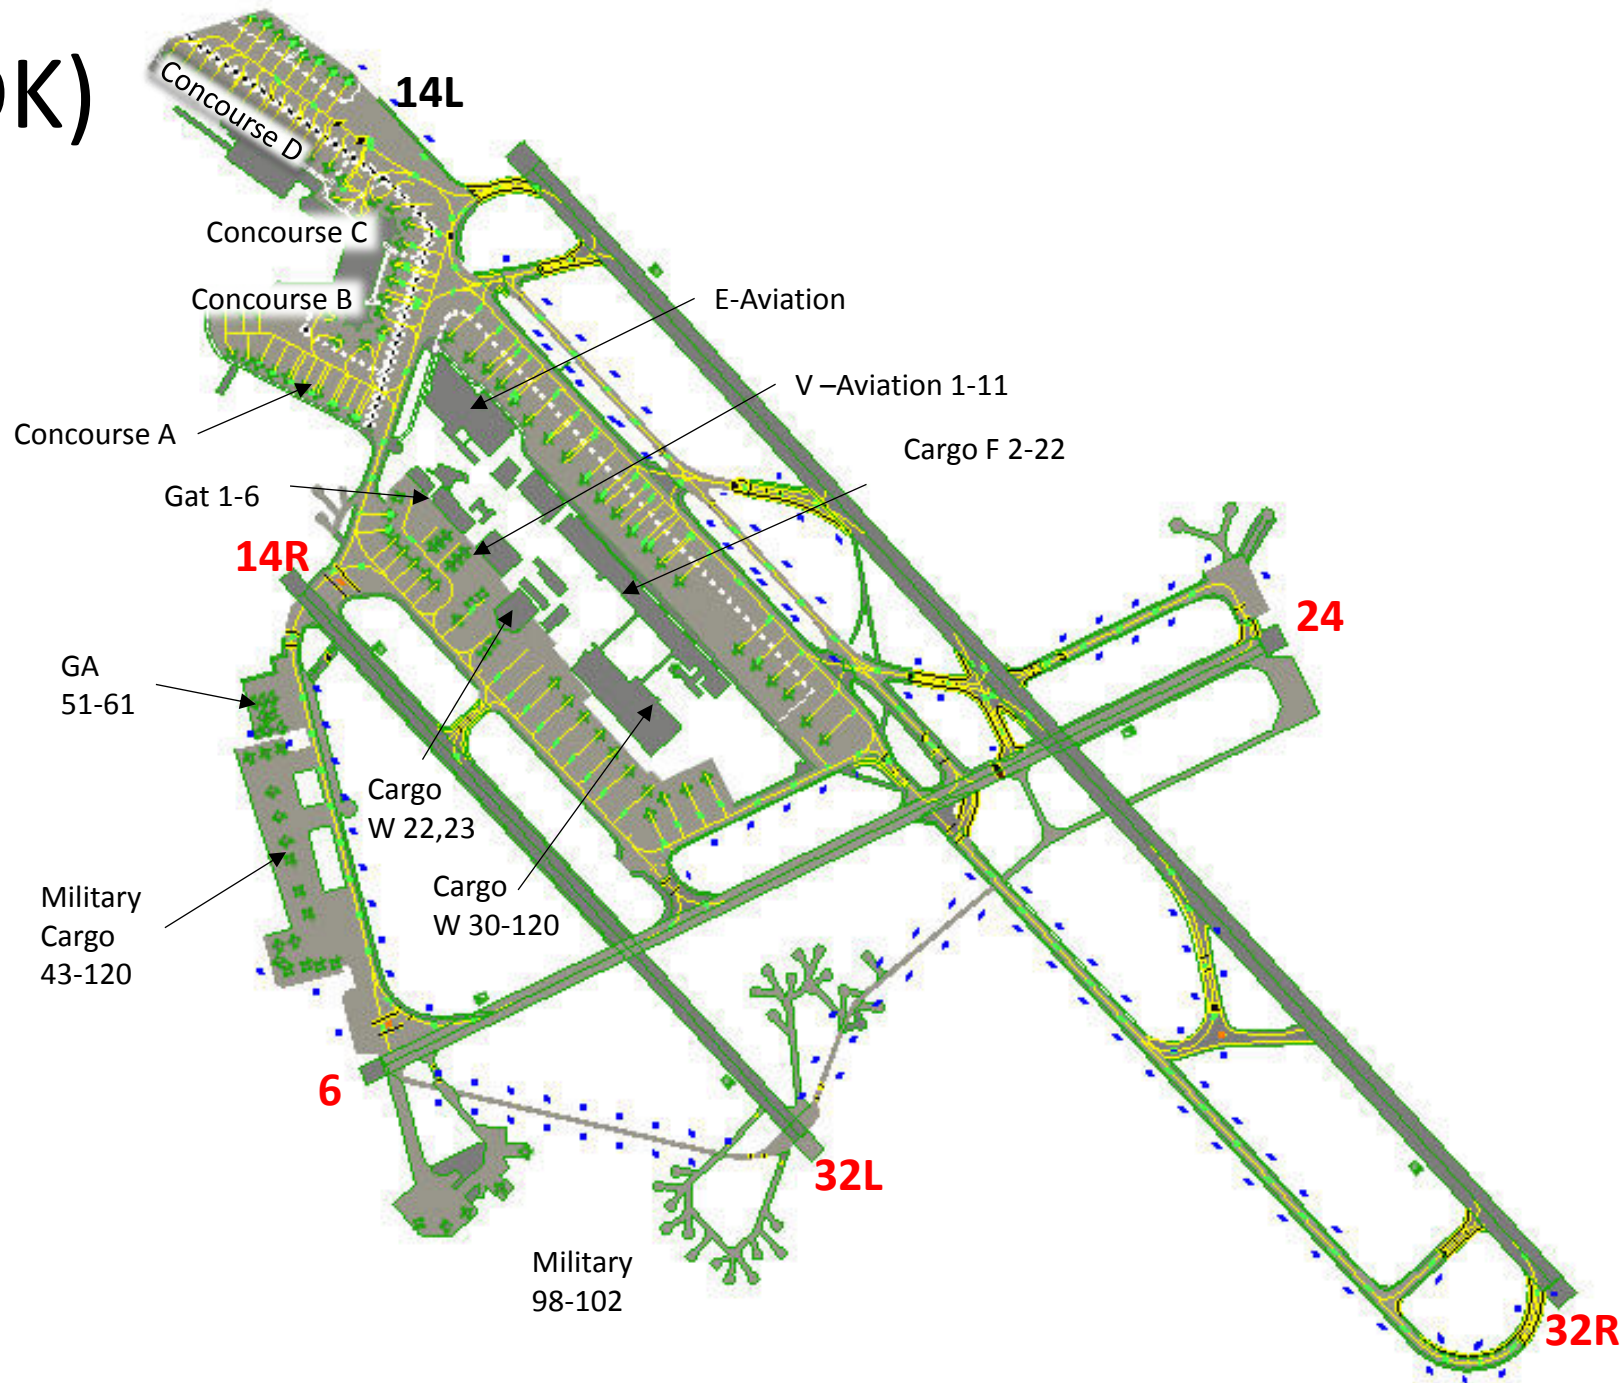 OK)
14L
Concourse D
Concourse C
Concourse B
E-Aviation
V –Aviation 1-11
Concourse A
Cargo F 2-22
Gat 1-6
14R
24
GA
51-61
Cargo
W 22,23
Cargo
W 30-120
Military
Cargo
43-120
6
32L
Military
98-102
32R